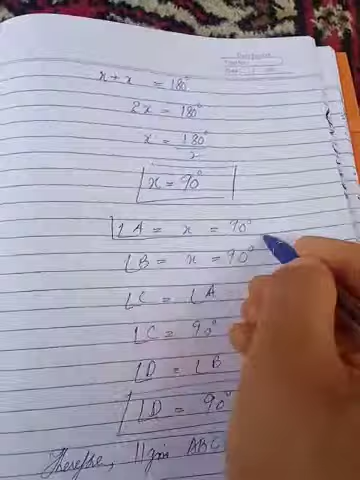 x + x = 180°
2x = 180°
x = 180°/2
x = 90°
∠A = x = 90°
∠B = x = 90°
∠C = ∠A
∠C = 90°
∠D = ∠B
∠D = 90°
Therefore, ||gm ABC